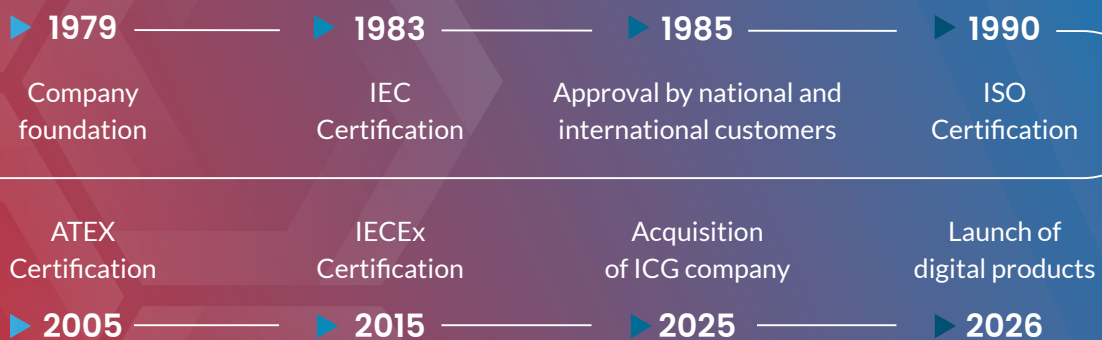 1979
Company
foundation
1983
IEC
Certification
1985
Approval by national and
international customers
1990
ISO
Certification
ATEX
Certification
2005
IECEx
Certification
2015
Acquisition
of ICG company
2025
Launch of
digital products
2026